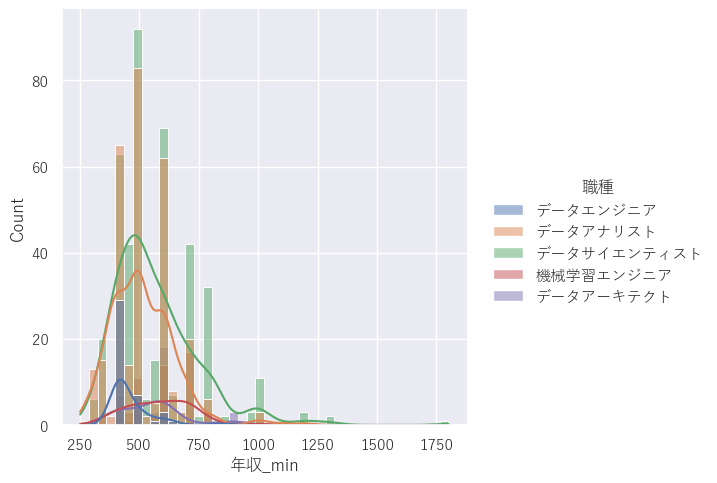 80
60
40
20
0
Count
250
500
750
1000
1250
1500
1750
年収_min
職種
データエンジニア
データアナリスト
データサイエンティスト
機械学習エンジニア
データアーキテクト